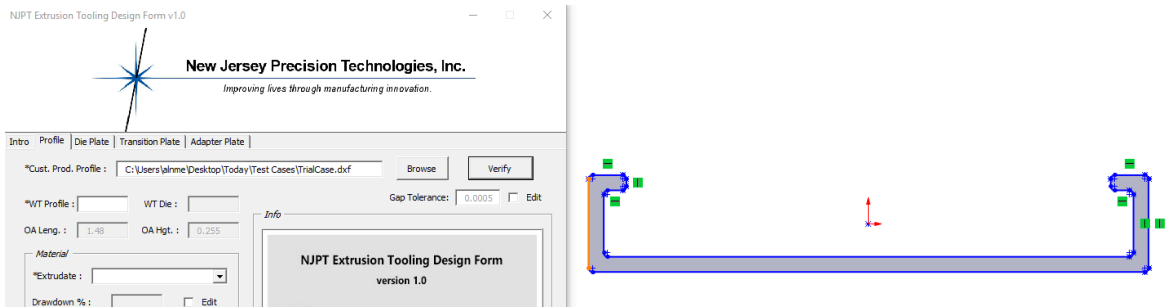 NJPT Extrusion Tooling Design Form v1.0
New Jersey Precision Technologies, Inc.
Improving lives through manufacturing innovation.
Intro Profile Die Plate Transition Plate Adapter Plate
*Cust. Prod. Profile : C:\Users\alnme\Desktop\Today\Test Cases\TrialCase.dxf Browse Verify
Gap Tolerance: 0.0005 Edit
*WT Profile : WT Die :
Info
OA Leng. : 1.48 OA Hgt. : 0.255
Material
NJPT Extrusion Tooling Design Form
*Extrudate :
version 1.0
Drawdown % : Edit